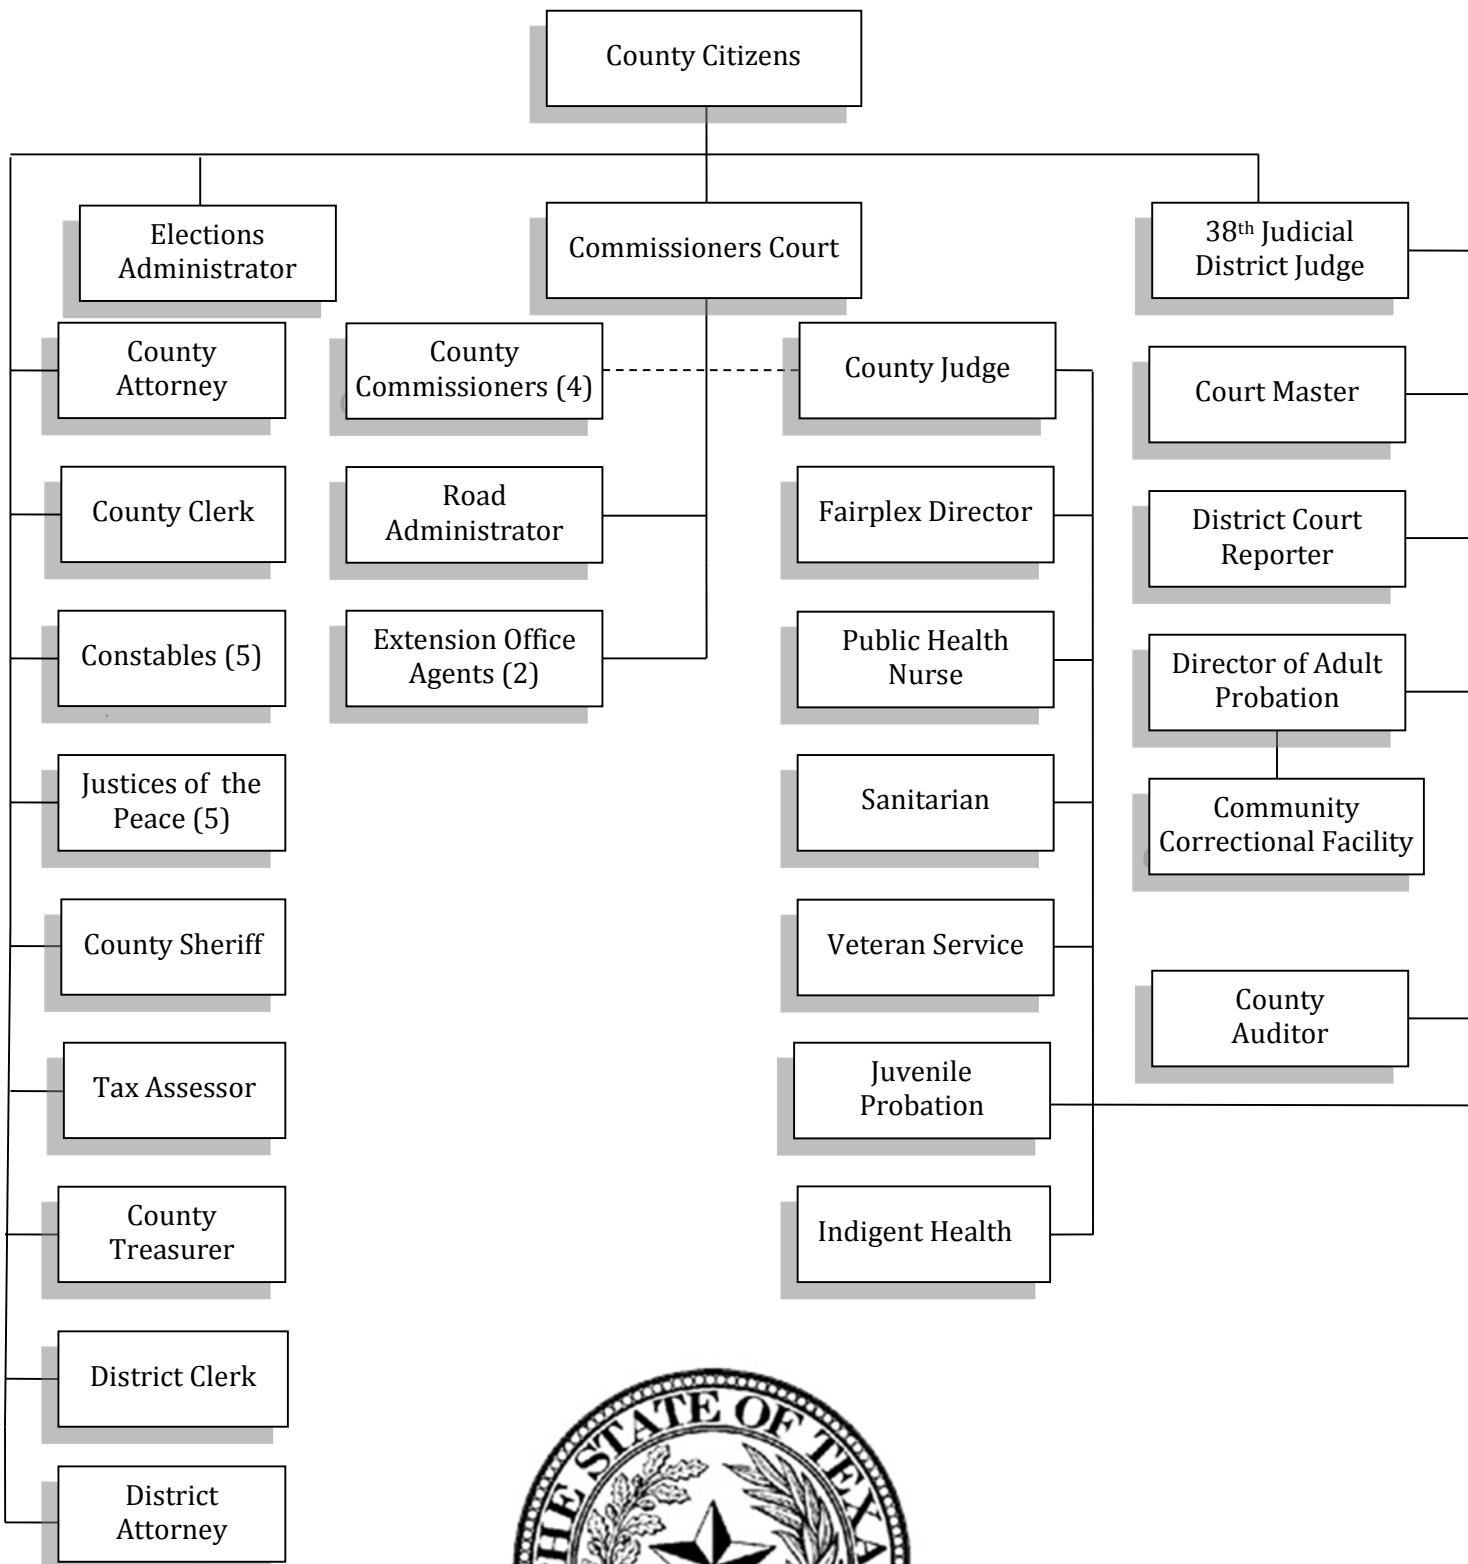 County Citizens
Elections
Administrator
Commissioners Court
38th Judicial
District Judge
County
Attorney
County
Commissioners (4)
County Judge
Court Master
County Clerk
Road
Administrator
Fairplex Director
District Court
Reporter
Constables (5)
Extension Office
Agents (2)
Public Health
Nurse
Director of Adult
Probation
Justices of the
Peace (5)
Sanitarian
Community
Correctional Facility
County Sheriff
Veteran Service
County
Auditor
Tax Assessor
Juvenile
Probation
County
Treasurer
Indigent Health
District Clerk
District
Attorney
THE STATE OF TEXA